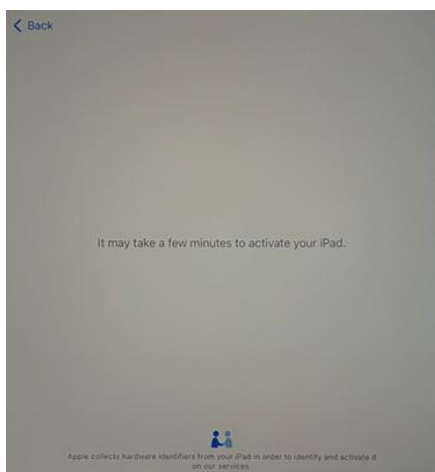 Back
It may take a few minutes to activate your iPad.
Apple collects hardware identifiers from your iPad in order to identify and activate it
on our services.